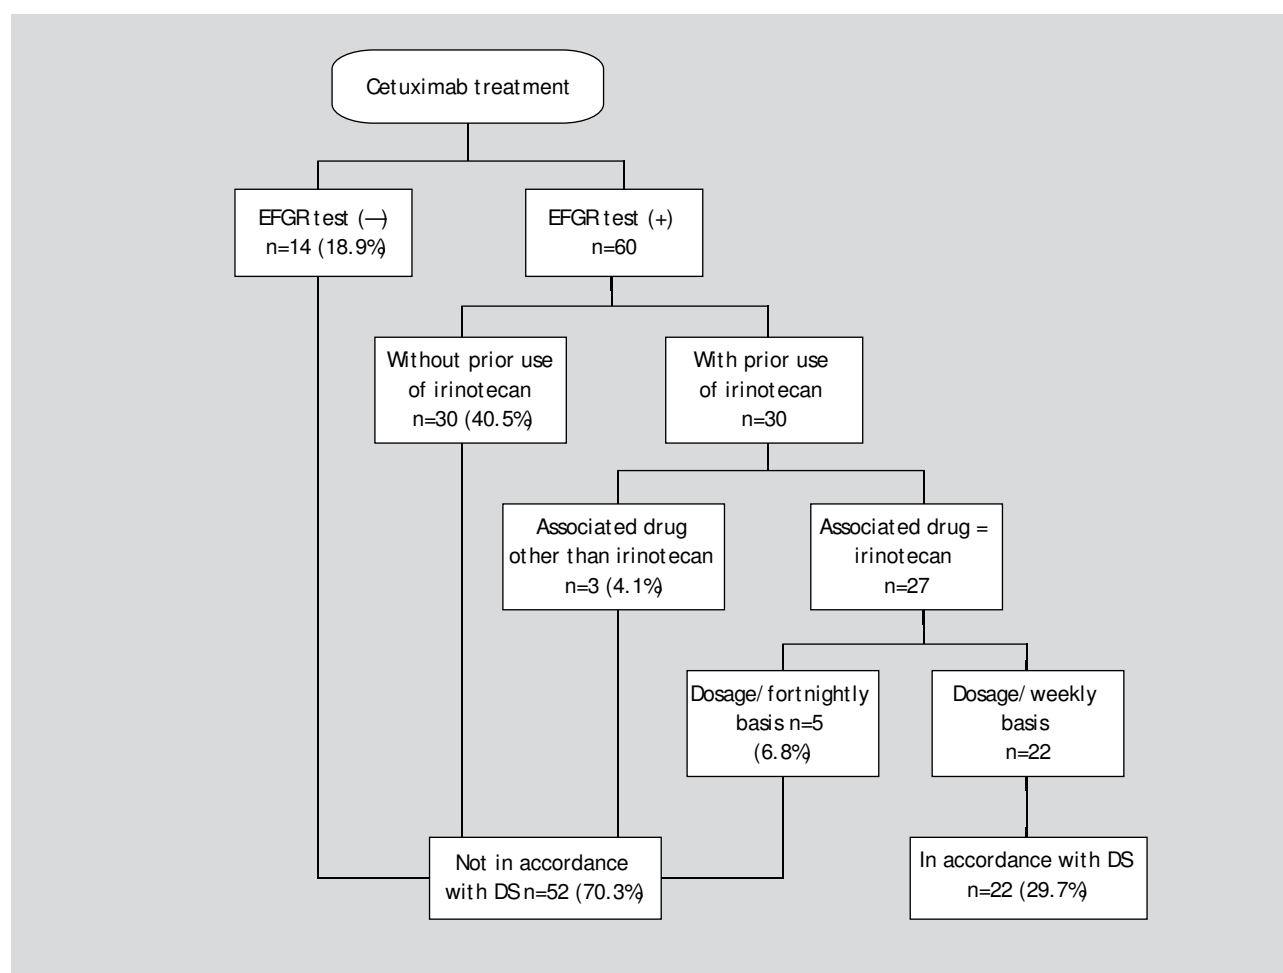 Cetuximab treatment
EFGR test (—)
n=14 (18.9%)
EFGR test (+)
n=60
Without prior use
of irinotecan
n=30 (40.5%)
With prior use
of irinotecan
n=30
Associated drug
other than irinotecan
n=3 (4.1%)
Associated drug =
irinotecan
n=27
Dosage/fortnightly
basis n=5
(6.8%)
Dosage/weekly
basis
n=22
Not in accordance
with DS n=52 (70.3%)
In accordance with DS
n=22 (29.7%)